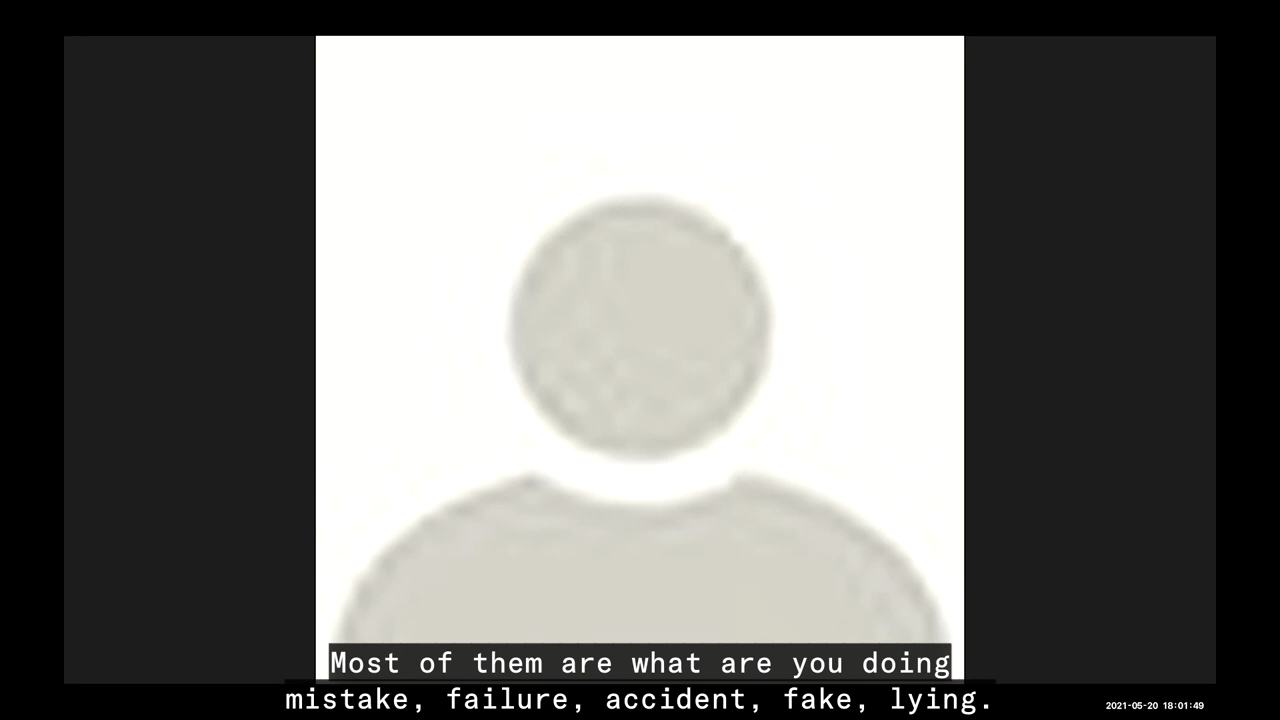 Most of them are what are you doing
mistake, failure, accident, fake, lying.
2021-05-20 18:01:49